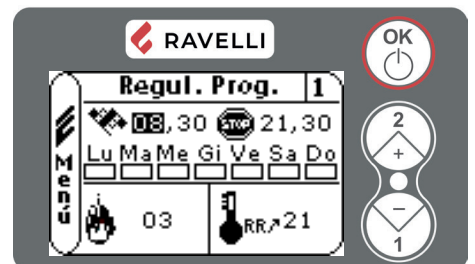 RAVELLI
OK
Regul. Prog. 1
08,30 STOP 21,30
Lu Ma Me Gi Ve Sa Do
Menú
03 RR 21
2
+
−
1